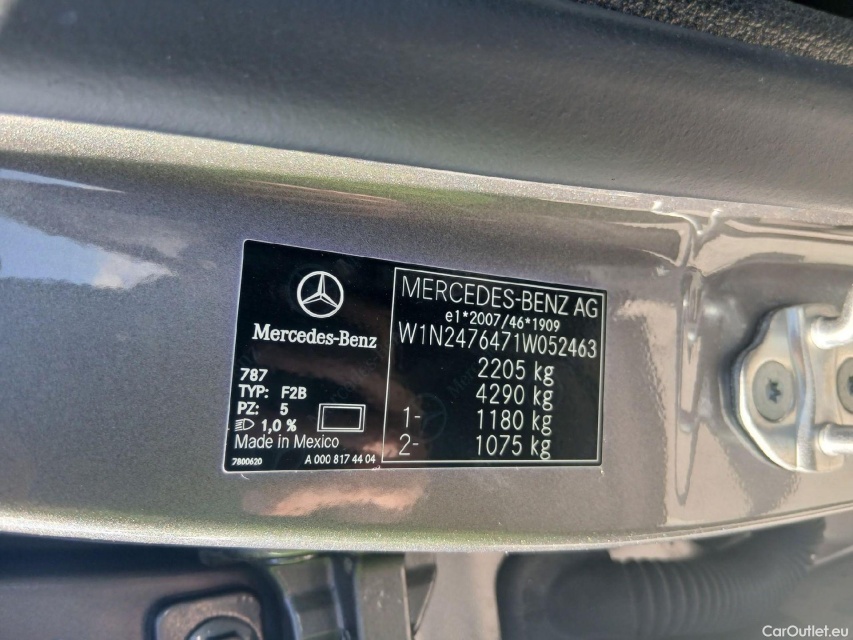 Mercedes-Benz
787
TYP: F2B
PZ: 5
1,0 %
Made in Mexico
7800620 A 000 817 44 04
MERCEDES-BENZ AG
e1*2007/46*1909
W1N2476471W052463
2205 kg
4290 kg
1- 1180 kg
2- 1075 kg
CarOutlet.eu